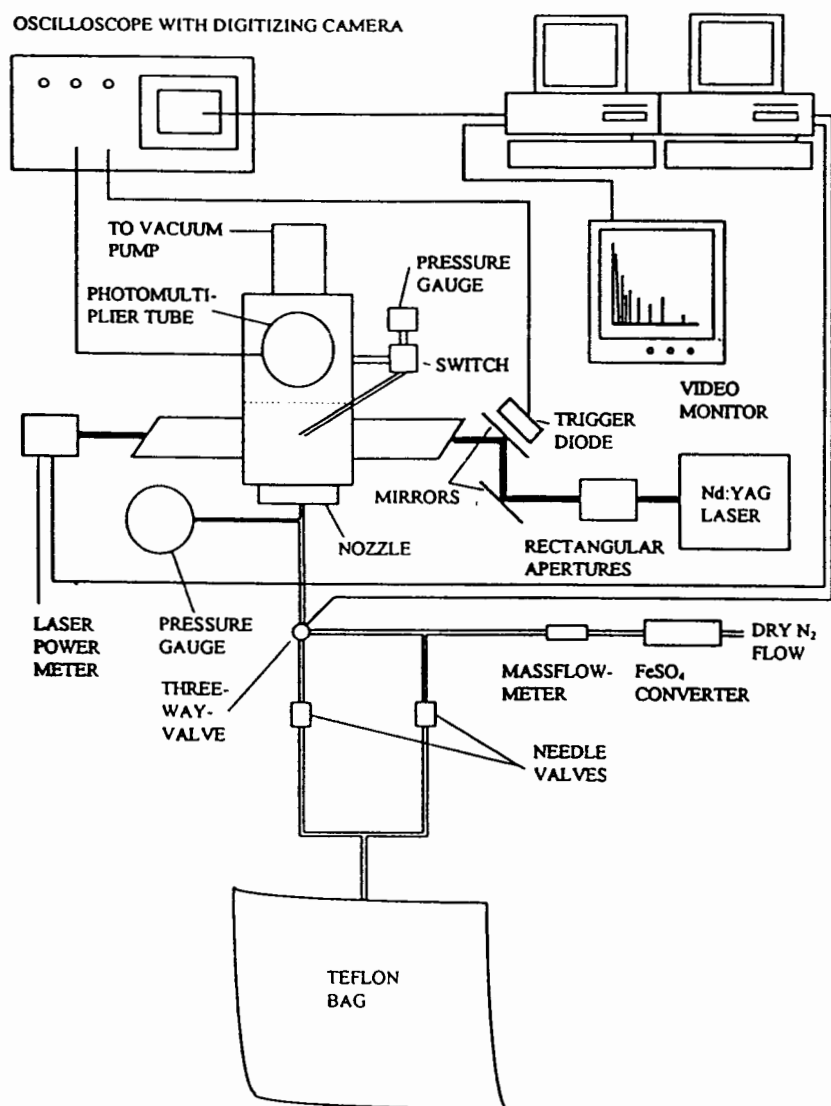 OSCILLOSCOPE WITH DIGITIZING CAMERA
TO VACUUM
PUMP
PHOTOMULTI-
PLIER TUBE
PRESSURE
GAUGE
SWITCH
VIDEO
MONITOR
TRIGGER
DIODE
MIRRORS
Nd:YAG
LASER
NOZZLE
RECTANGULAR
APERTURES
LASER
POWER
METER
PRESSURE
GAUGE
THREE-
WAY-
VALVE
MASSFLOW-
METER
FeSO₄
CONVERTER
DRY N₂
FLOW
NEEDLE
VALVES
TEFLON
BAG